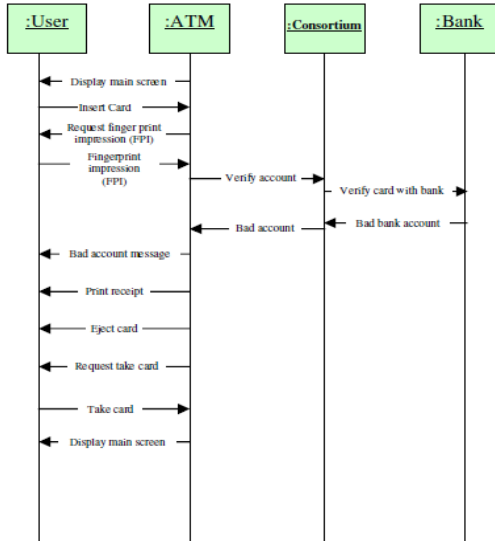 :User
:ATM
:Consortium
:Bank
Display main screen
Insert Card
Request finger print
impression (FPI)
Fingerprint
impression
(FPI)
Verify account
Verify card with bank
Bad bank account
Bad account
Bad account message
Print receipt
Eject card
Request take card
Take card
Display main screen